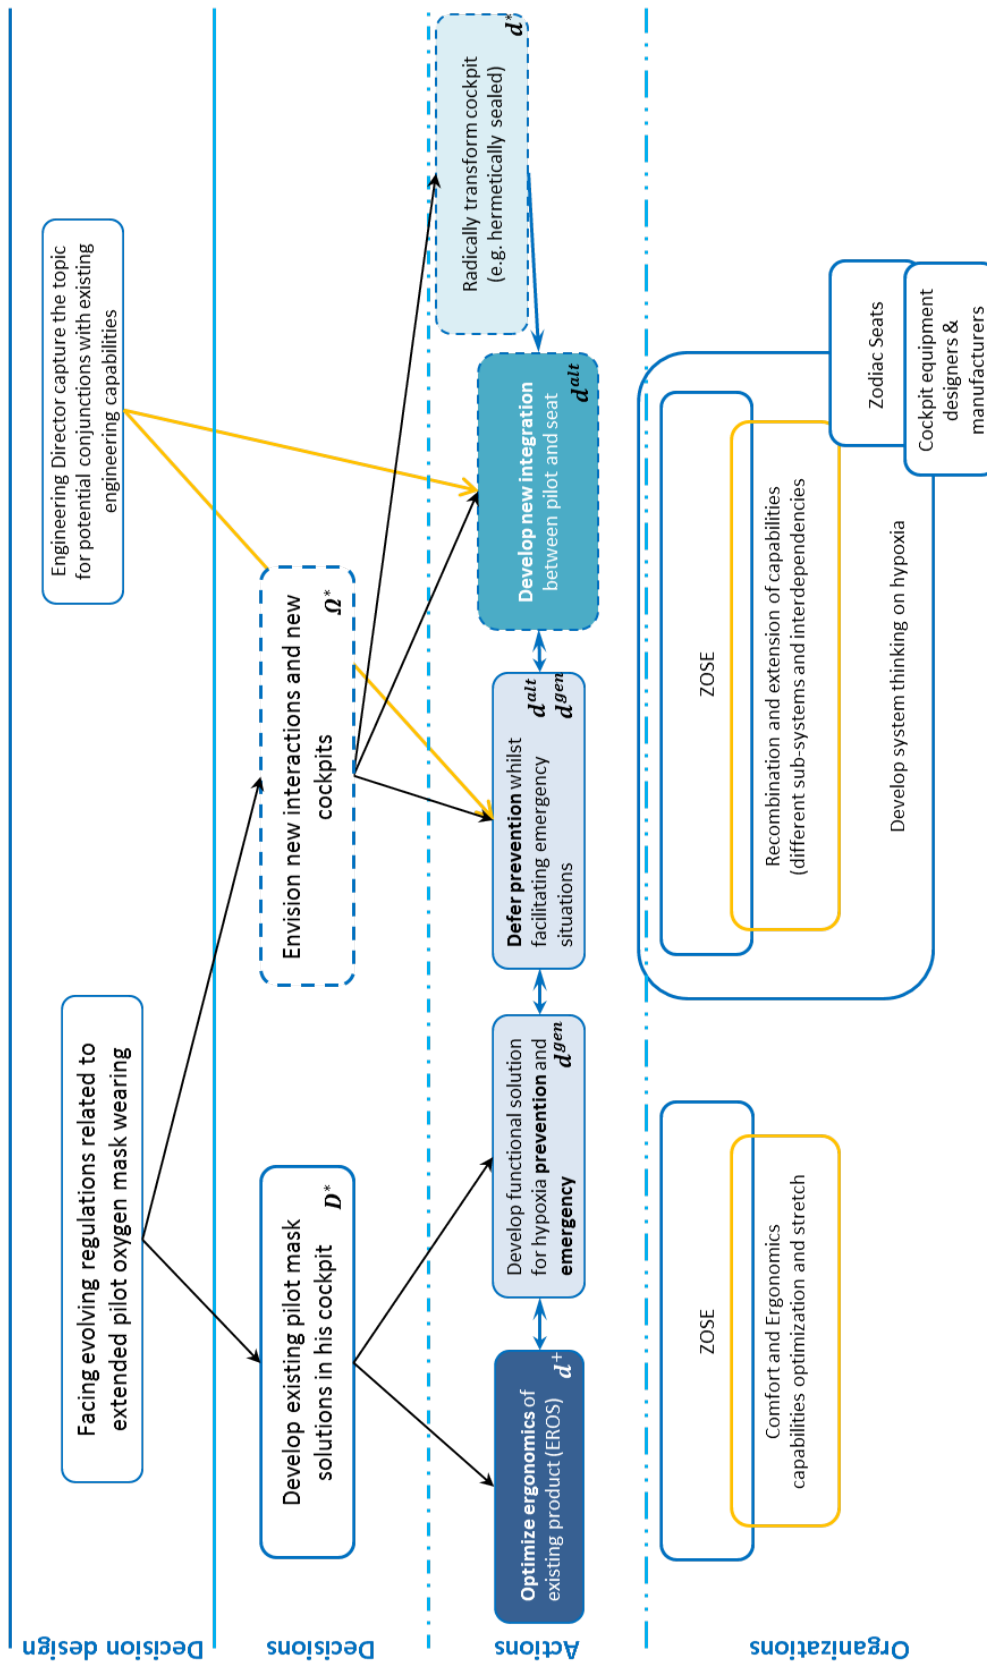 Decision design
Facing evolving regulations related to
extended pilot oxygen mask wearing
Engineering Director capture the topic
for potential conjunctions with existing
engineering capabilities
Decisions
Develop existing pilot mask
solutions in his cockpit
D*
Envision new interactions and new
cockpits
Ω*
Actions
Optimize ergonomics of
existing product (EROS)
d+
Develop functional solution
for hypoxia prevention and
emergency
d^gen
Defer prevention whilst
facilitating emergency
situations
d^alt
d^gen
Develop new integration
between pilot and seat
d^alt
Radically transform cockpit
(e.g. hermetically sealed)
d*
Organizations
ZOSE
Comfort and Ergonomics
capabilities optimization and stretch
ZOSE
Recombination and extension of capabilities
(different sub-systems and interdependencies
Develop system thinking on hypoxia
Zodiac Seats
Cockpit equipment
designers &
manufacturers